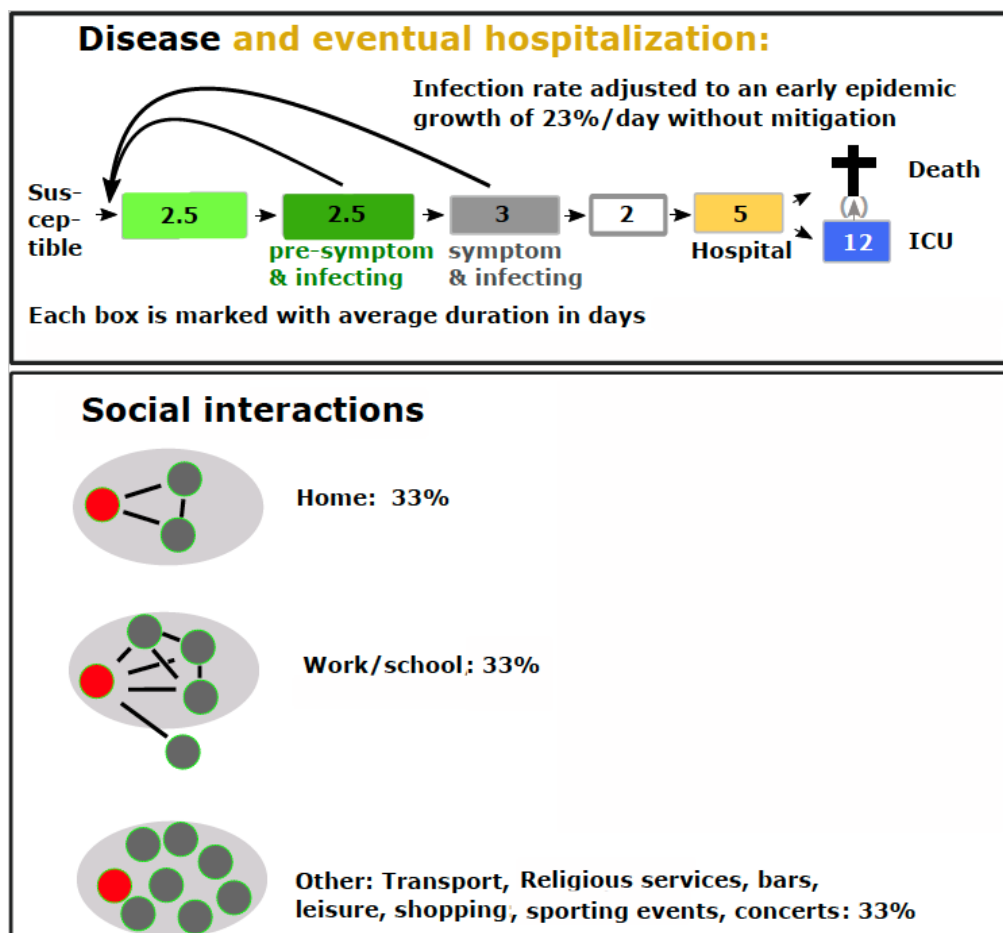 Disease and eventual hospitalization:
Infection rate adjusted to an early epidemic
growth of 23%/day without mitigation
Sus-
cep-
tible
2.5
2.5
3
2
5
12
Death
ICU
pre-symptom
& infecting
symptom
& infecting
Hospital
( )
Each box is marked with average duration in days
Social interactions
Home: 33%
Work/school: 33%
Other: Transport, Religious services, bars,
leisure, shopping, sporting events, concerts: 33%